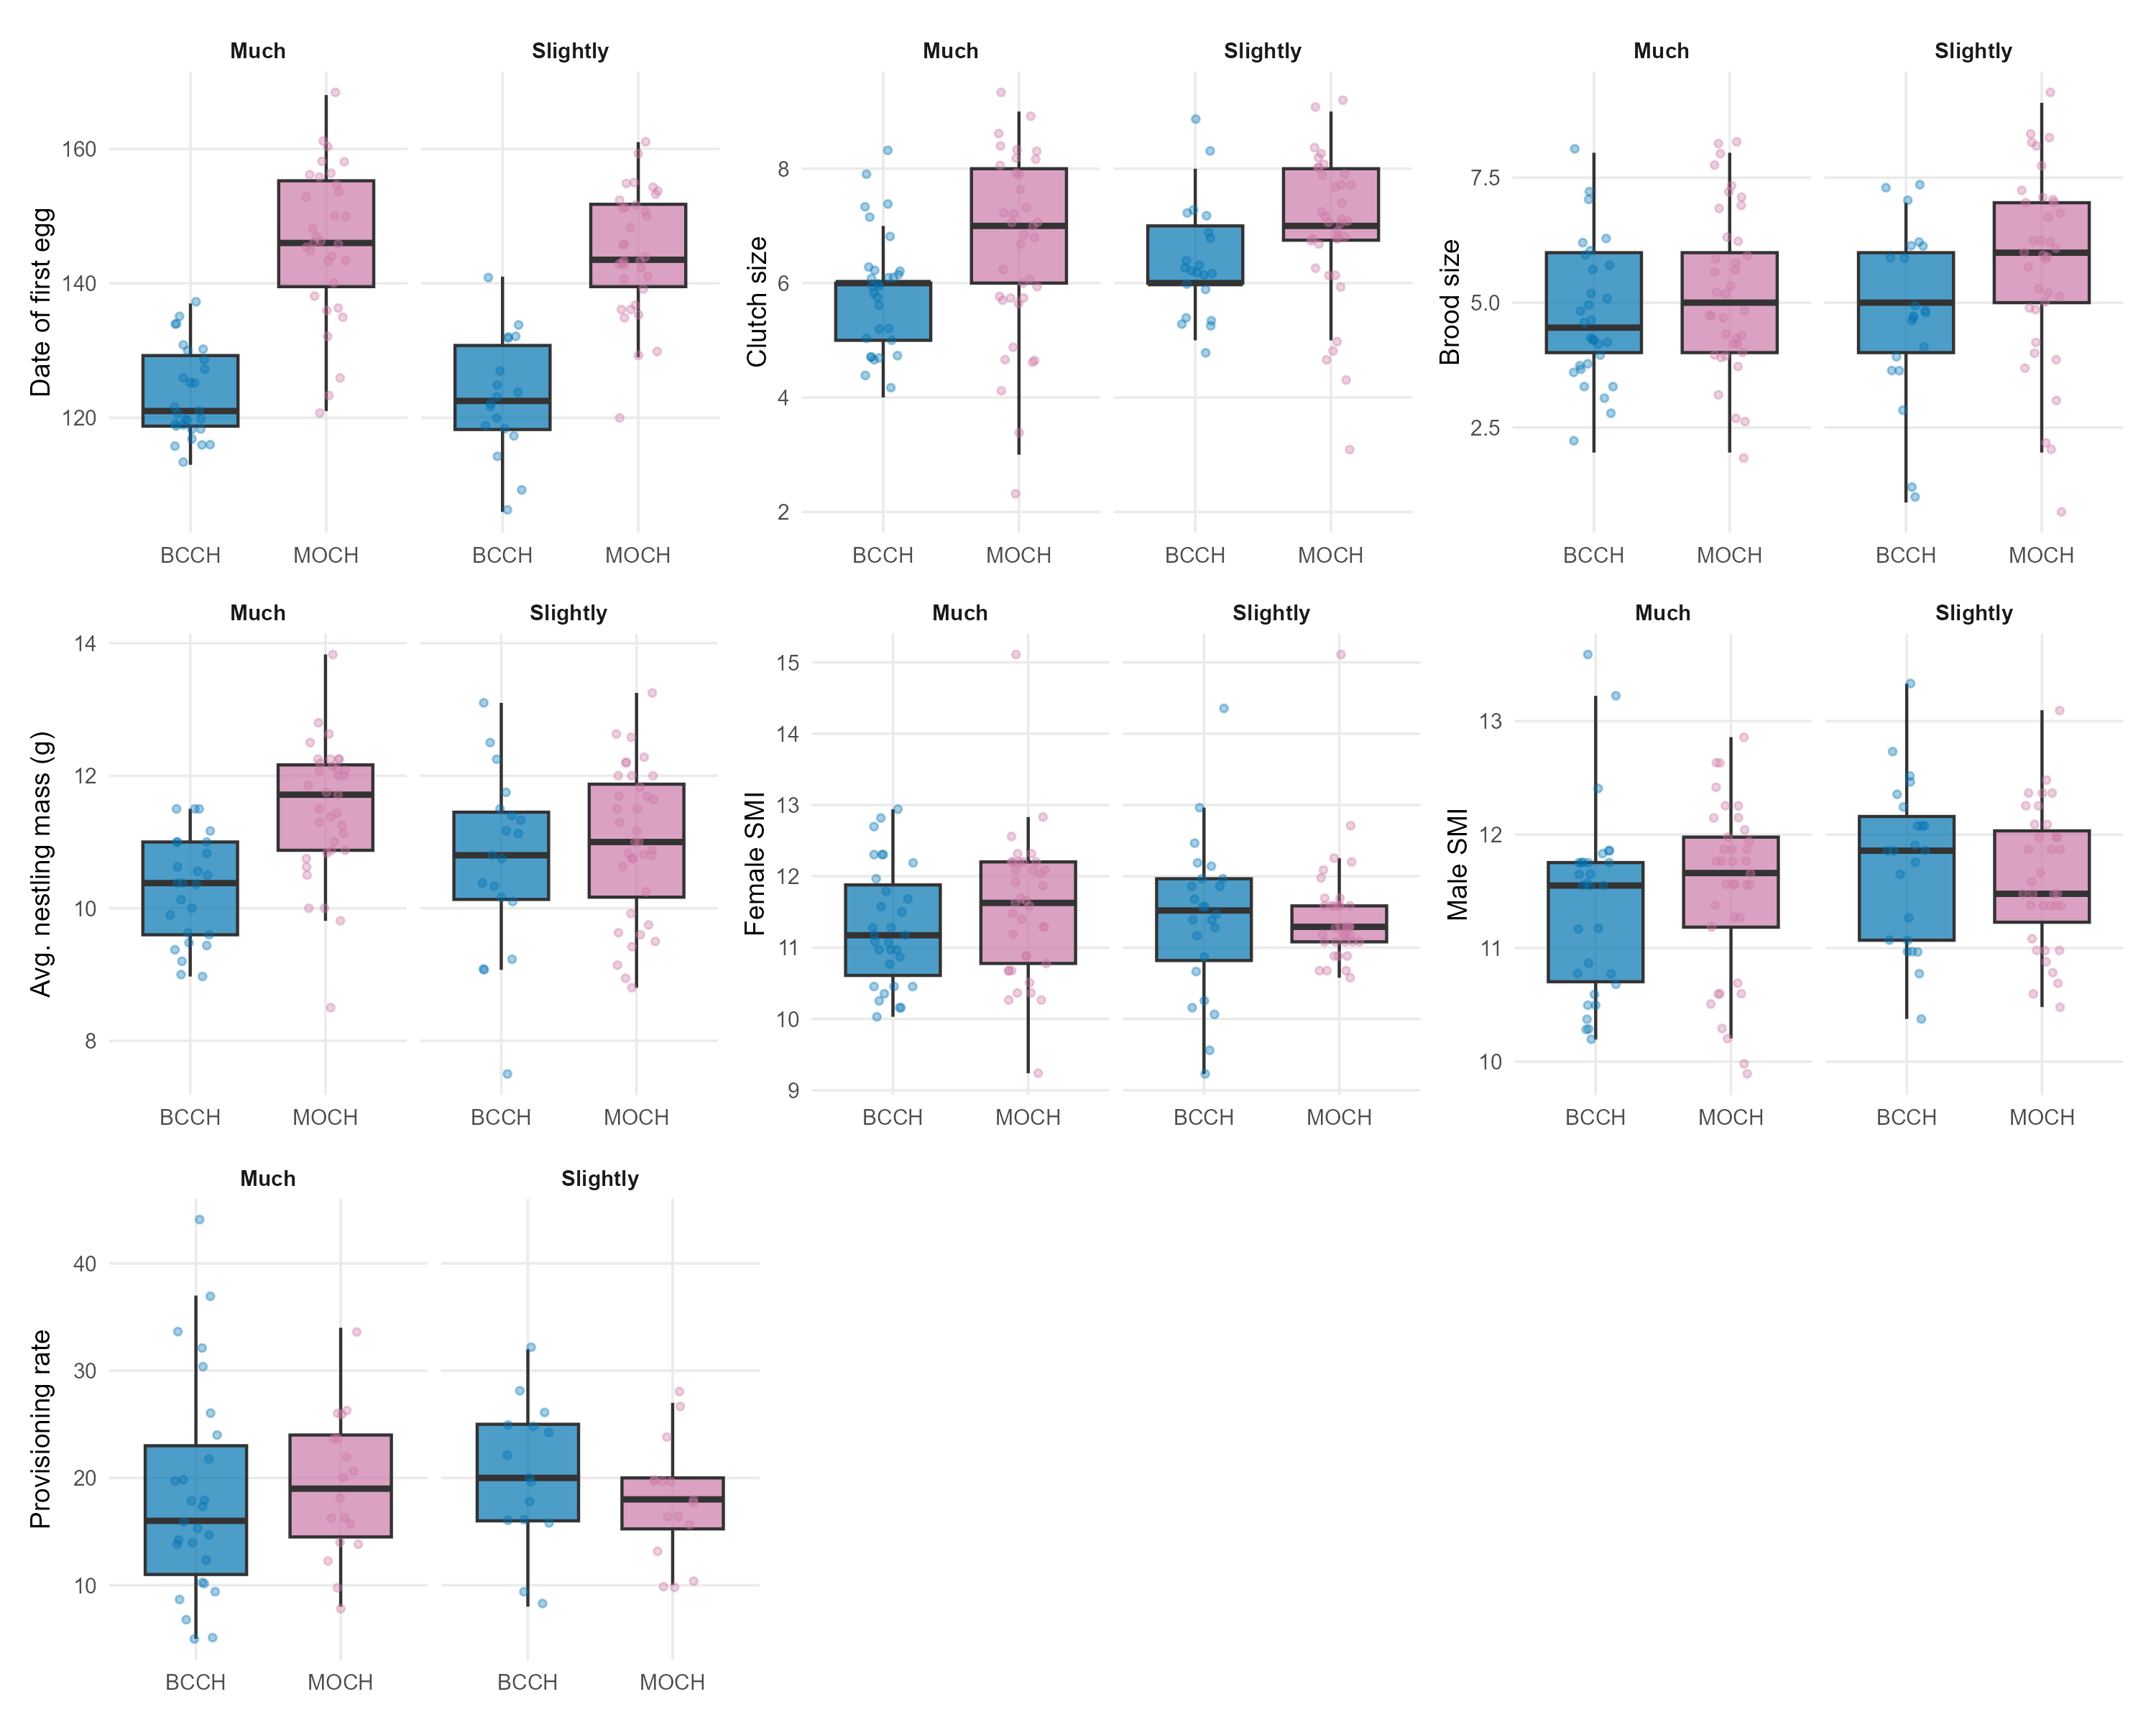 Much Slightly
Date of first egg
160
140
120
BCCH MOCH BCCH MOCH
Much Slightly
Clutch size
8
6
4
2
BCCH MOCH BCCH MOCH
Much Slightly
Brood size
7.5
5.0
2.5
BCCH MOCH BCCH MOCH
Much Slightly
Avg. nestling mass (g)
14
12
10
8
BCCH MOCH BCCH MOCH
Much Slightly
Female SMI
15
14
13
12
11
10
9
BCCH MOCH BCCH MOCH
Much Slightly
Male SMI
13
12
11
10
BCCH MOCH BCCH MOCH
Much Slightly
Provisioning rate
40
30
20
10
BCCH MOCH BCCH MOCH